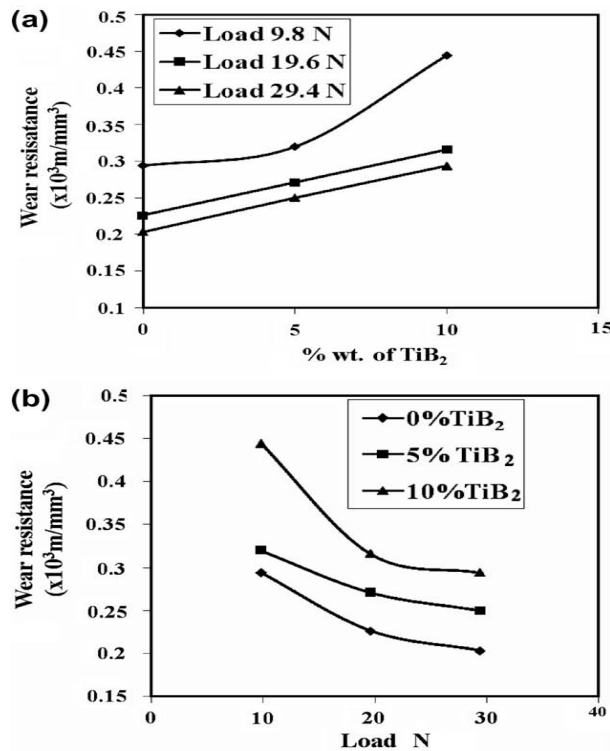 (a)
Load 9.8 N
Load 19.6 N
Load 29.4 N
Wear resisatance
(x10³m/mm³)
0.5
0.45
0.4
0.35
0.3
0.25
0.2
0.15
0.1
0
5
10
15
% wt. of TiB₂
(b)
0%TiB₂
5% TiB₂
10%TiB₂
Wear resistance
(x10³m/mm³)
0.5
0.45
0.4
0.35
0.3
0.25
0.2
0.15
0
10
20
30
40
Load N